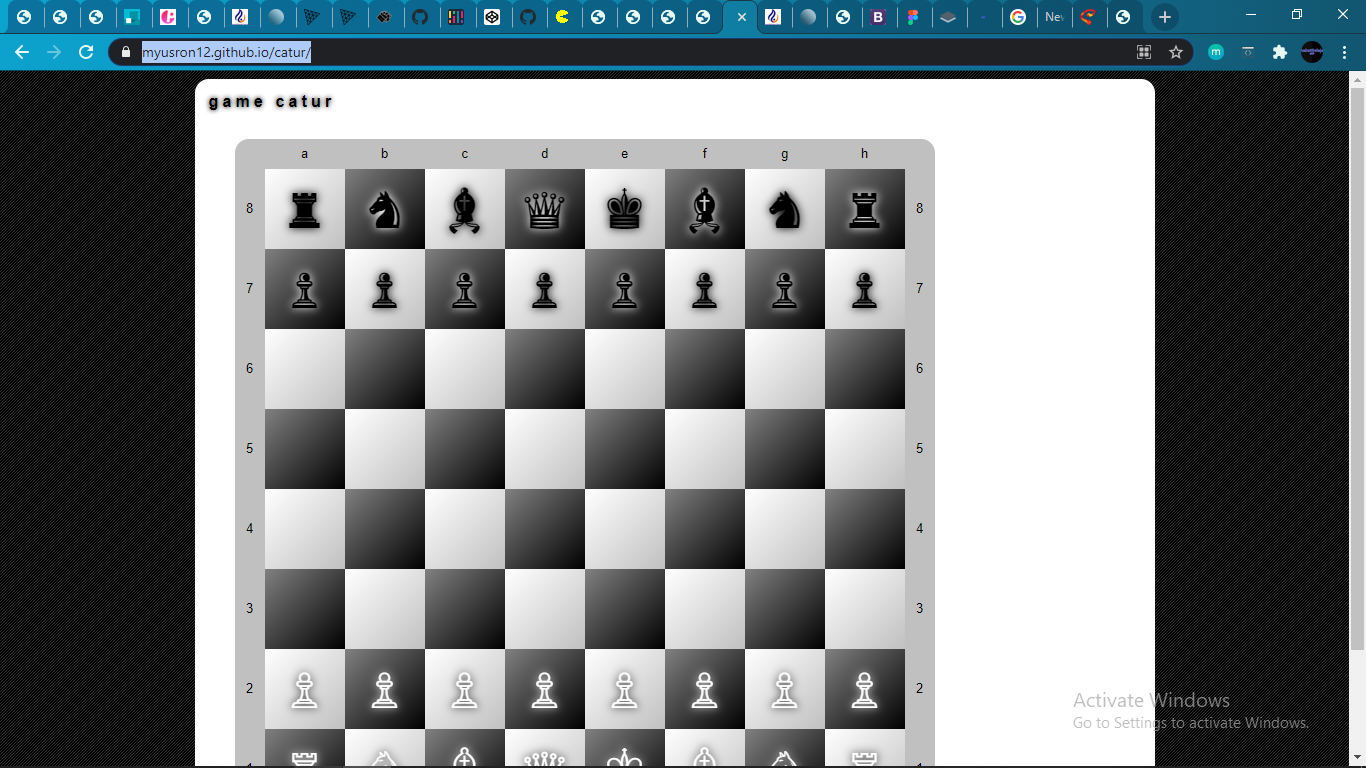 New
myusron12.github.io/catur/
game catur
a b c d e f g h
8 8
7 7
6 6
5 5
4 4
3 3
2 2
Activate Windows
Go to Settings to activate Windows.